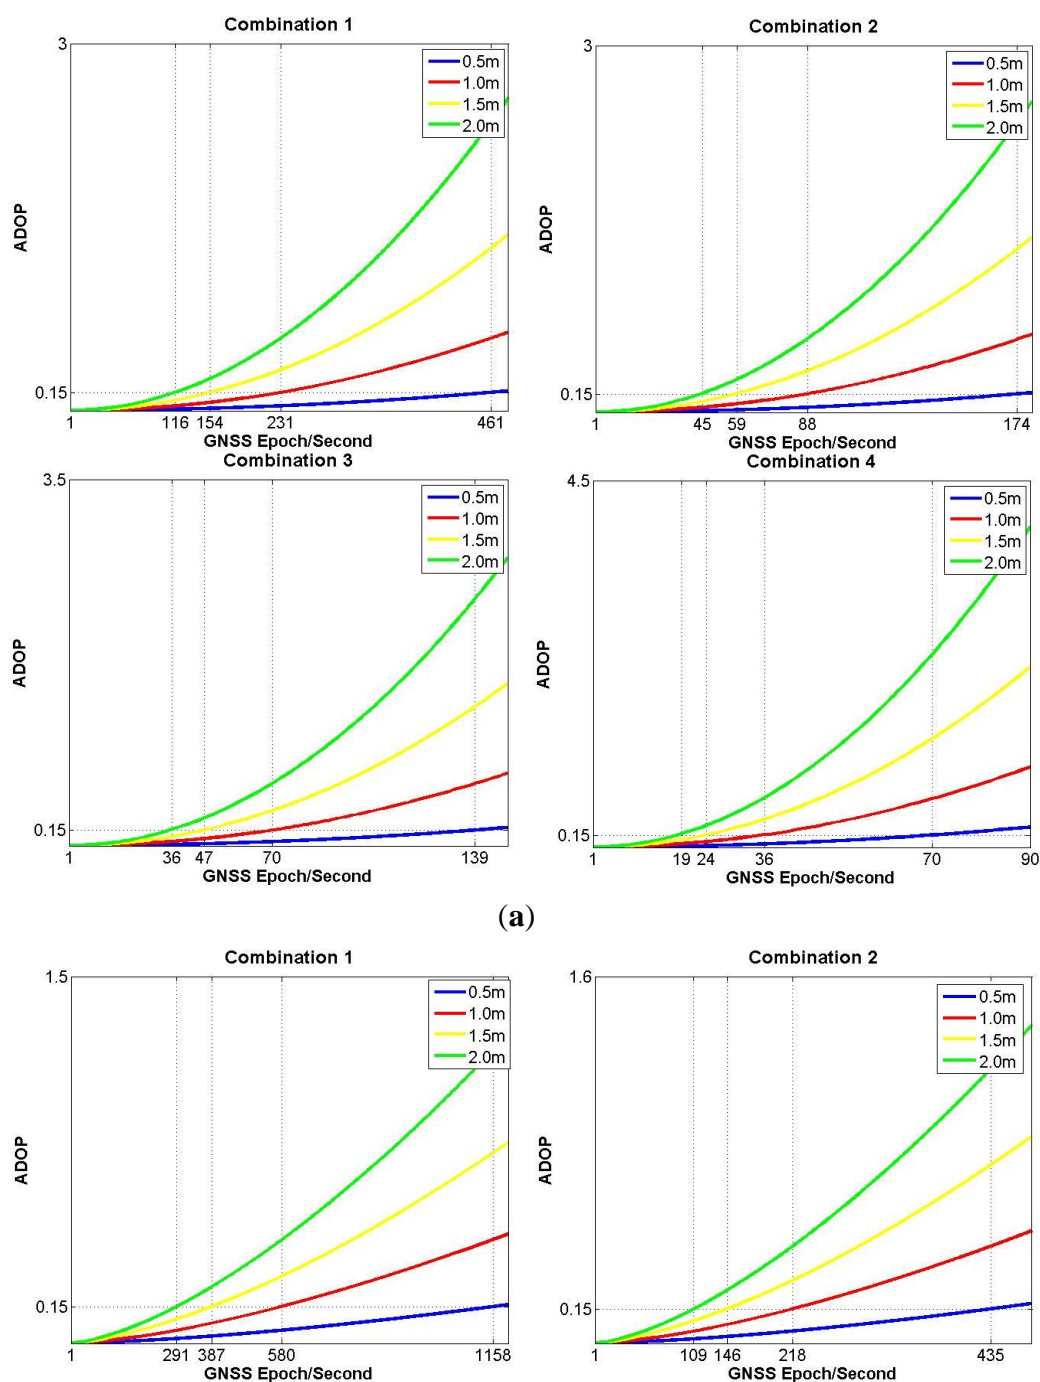 Combination 1
3
0.5m
1.0m
1.5m
2.0m
ADOP
0.15
1 116 154 231 461
GNSS Epoch/Second
Combination 2
3
0.5m
1.0m
1.5m
2.0m
ADOP
0.15
1 45 59 88 174
GNSS Epoch/Second
Combination 3
3.5
0.5m
1.0m
1.5m
2.0m
ADOP
0.15
1 36 47 70 139
GNSS Epoch/Second
Combination 4
4.5
0.5m
1.0m
1.5m
2.0m
ADOP
0.15
1 19 24 36 70 90
GNSS Epoch/Second
(a)
Combination 1
1.5
0.5m
1.0m
1.5m
2.0m
ADOP
0.15
1 291 387 580 1158
GNSS Epoch/Second
Combination 2
1.6
0.5m
1.0m
1.5m
2.0m
ADOP
0.15
1 109 146 218 435
GNSS Epoch/Second